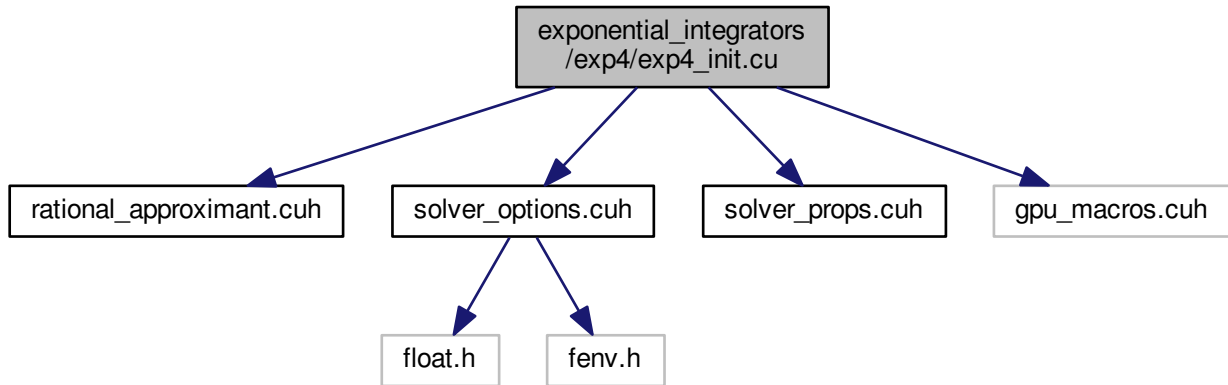 exponential_integrators
/exp4/exp4_init.cu
rational_approximant.cuh
solver_options.cuh
solver_props.cuh
gpu_macros.cuh
float.h
fenv.h